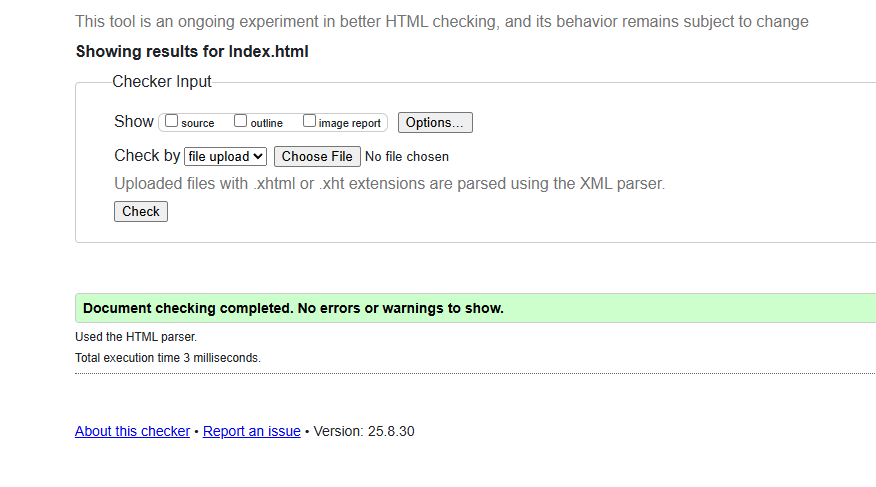 This tool is an ongoing experiment in better HTML checking, and its behavior remains subject to change
Showing results for Index.html
Checker Input
Show source outline image report Options...
Check by file upload Choose File No file chosen
Uploaded files with .xhtml or .xht extensions are parsed using the XML parser.
Check
Document checking completed. No errors or warnings to show.
Used the HTML parser.
Total execution time 3 milliseconds.
About this checker • Report an issue • Version: 25.8.30